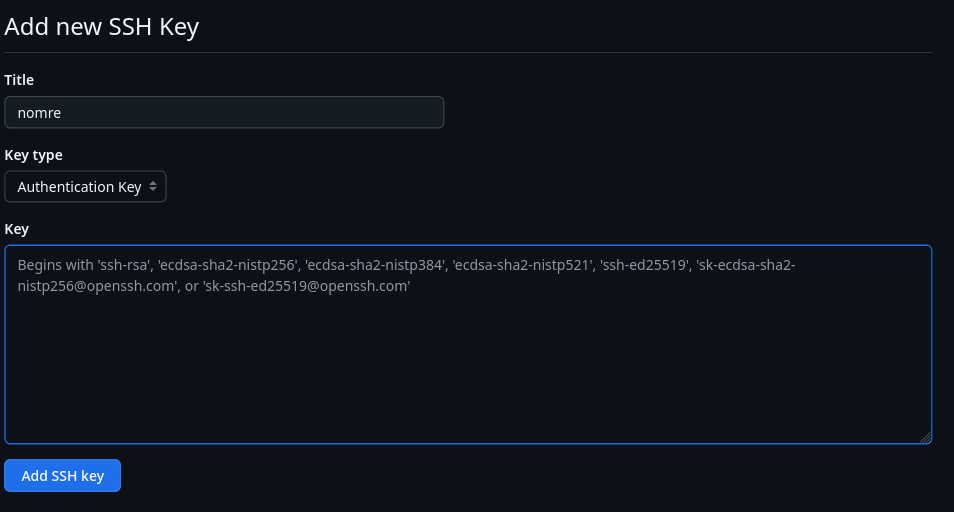 Add new SSH Key
Title
nomre
Key type
Authentication Key
Key
Begins with 'ssh-rsa', 'ecdsa-sha2-nistp256', 'ecdsa-sha2-nistp384', 'ecdsa-sha2-nistp521', 'ssh-ed25519', 'sk-ecdsa-sha2-
nistp256@openssh.com', or 'sk-ssh-ed25519@openssh.com'
Add SSH key